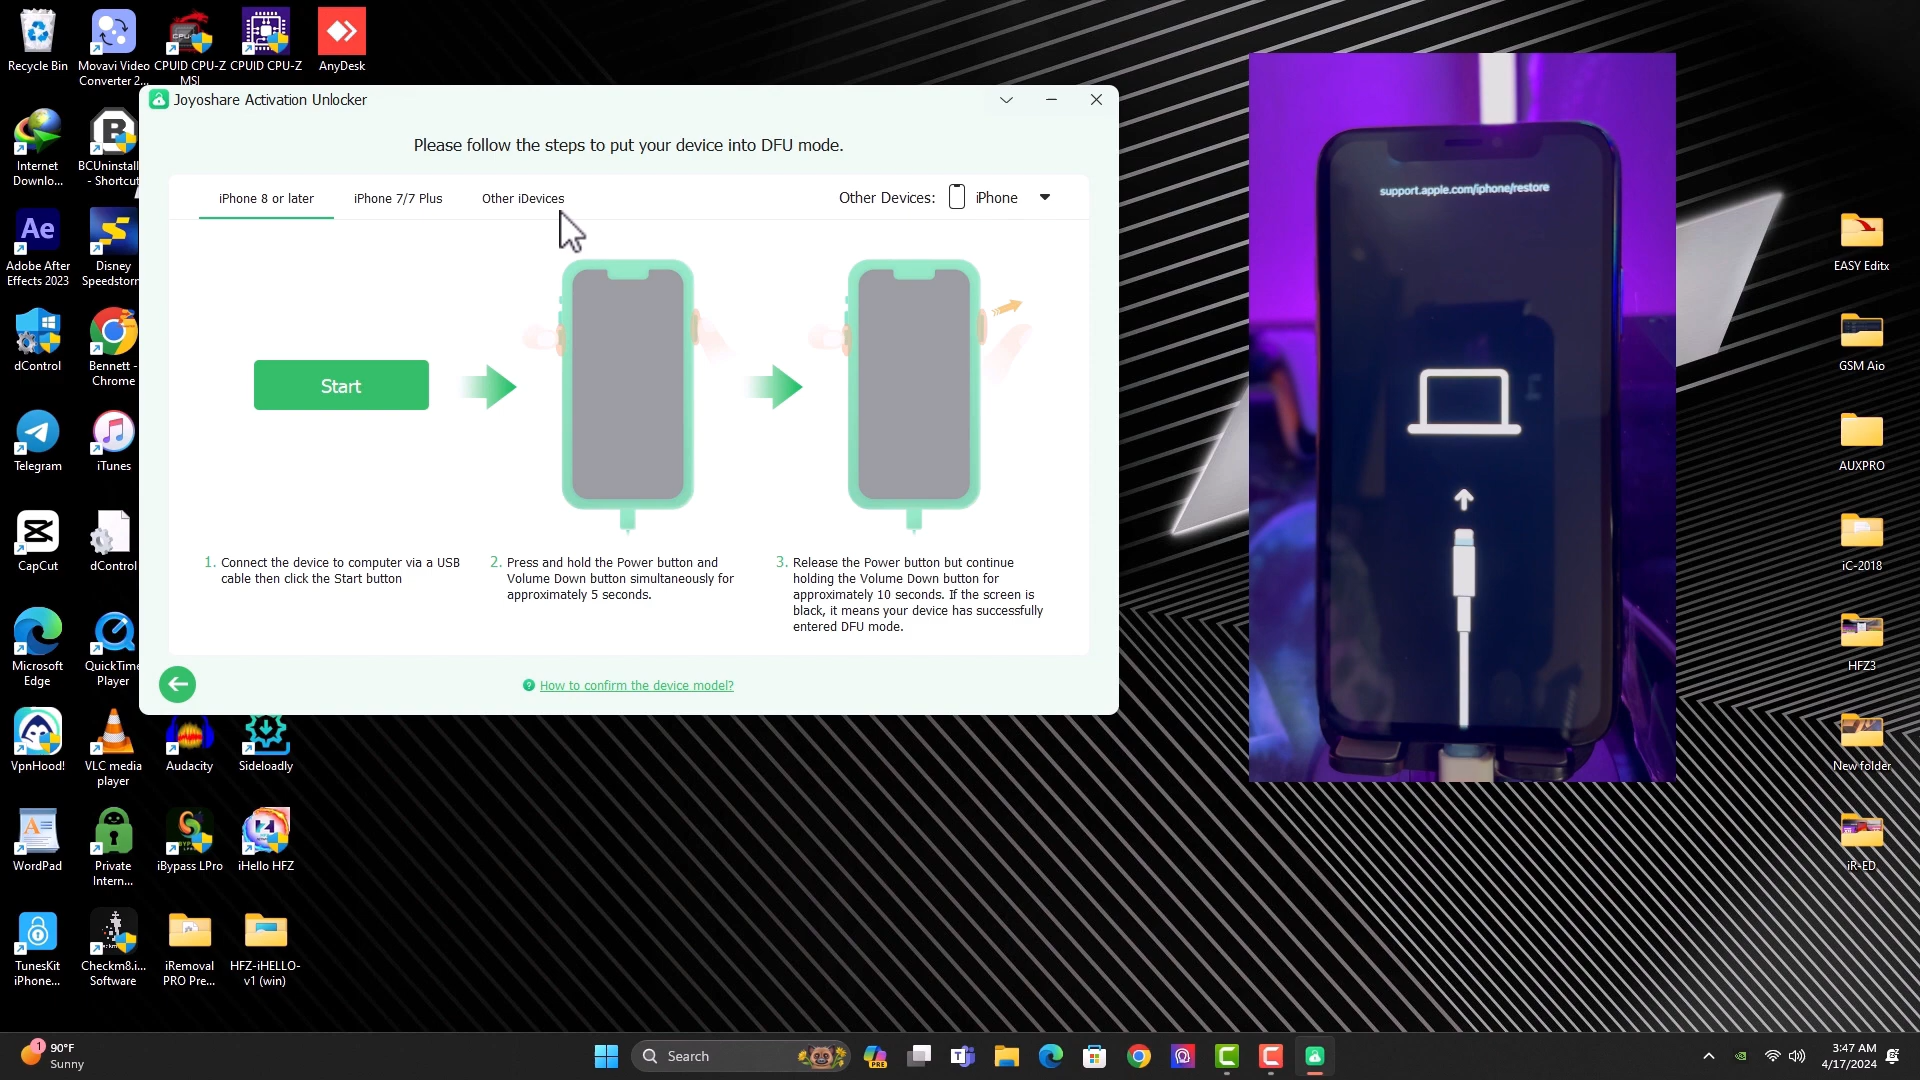 Recycle Bin
Movavi Video
Converter 2...
CPUID CPU-Z
MSI
CPUID CPU-Z
AnyDesk
Joyoshare Activation Unlocker
Please follow the steps to put your device into DFU mode.
iPhone 8 or later
iPhone 7/7 Plus
Other iDevices
Other Devices:
iPhone
Start
1. Connect the device to computer via a USB
cable then click the Start button
2. Press and hold the Power button and
Volume Down button simultaneously for
approximately 5 seconds.
3. Release the Power button but continue
holding the Volume Down button for
approximately 10 seconds. If the screen is
black, it means your device has successfully
entered DFU mode.
How to confirm the device model?
support.apple.com/iphone/restore
Internet
Downlo...
BCUninstall
- Shortcut
Ae
Adobe After
Effects 2023
Disney
Speedstorm
dControl
Bennett -
Chrome
Telegram
iTunes
CapCut
dControl
Microsoft
Edge
QuickTime
Player
VpnHood!
VLC media
player
Audacity
Sideloadly
WordPad
Private
Intern...
iBypass LPro
iHello HFZ
TunesKit
iPhone...
Checkm8.i...
Software
iRemoval
PRO Pre...
HFZ-iHELLO-
v1 (win)
EASY Editx
GSM Aio
AUXPRO
iC-2018
HFZ3
New folder
iR-ED
1
90°F
Sunny
Search
PRE
3:47 AM
4/17/2024